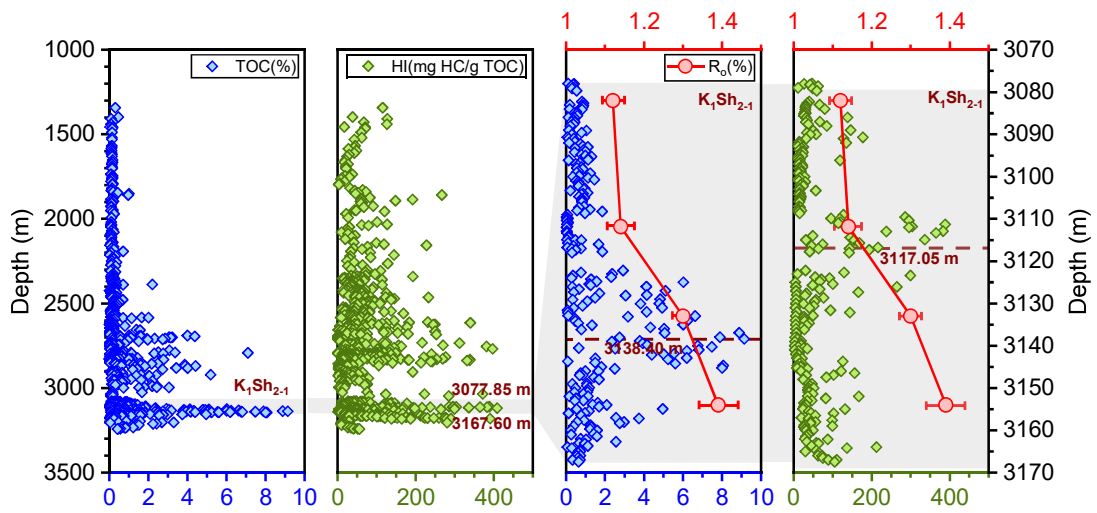 1 1.2 1.4 1 1.2 1.4
1000 TOC(%) HI(mg HC/g TOC) Rₒ(%) 3070
K₁Sh₂₋₁ K₁Sh₂₋₁ 3080
1500 3090
3100
2000 3110
Depth (m) 3117.05 m Depth (m)
3120
2500 3130
3138.40 m 3140
3000 K₁Sh₂₋₁ 3077.85 m 3150
3167.60 m 3160
3500 3170
0 2 4 6 8 10 0 200 400 0 2 4 6 8 10 0 200 400